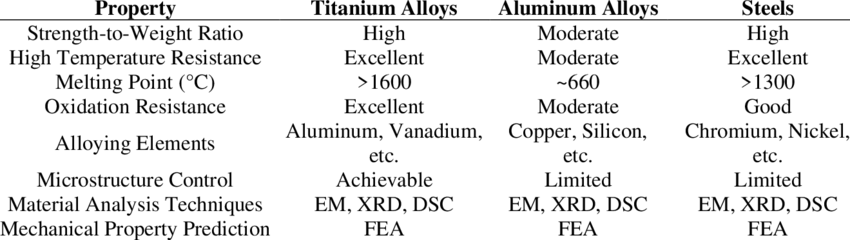 Property Titanium Alloys Aluminum Alloys Steels
Strength-to-Weight Ratio High Moderate High
High Temperature Resistance Excellent Moderate Excellent
Melting Point (°C) >1600 ~660 >1300
Oxidation Resistance Excellent Moderate Good
Alloying Elements Aluminum, Vanadium, etc. Copper, Silicon, etc. Chromium, Nickel, etc.
Microstructure Control Achievable Limited Limited
Material Analysis Techniques EM, XRD, DSC EM, XRD, DSC EM, XRD, DSC
Mechanical Property Prediction FEA FEA FEA